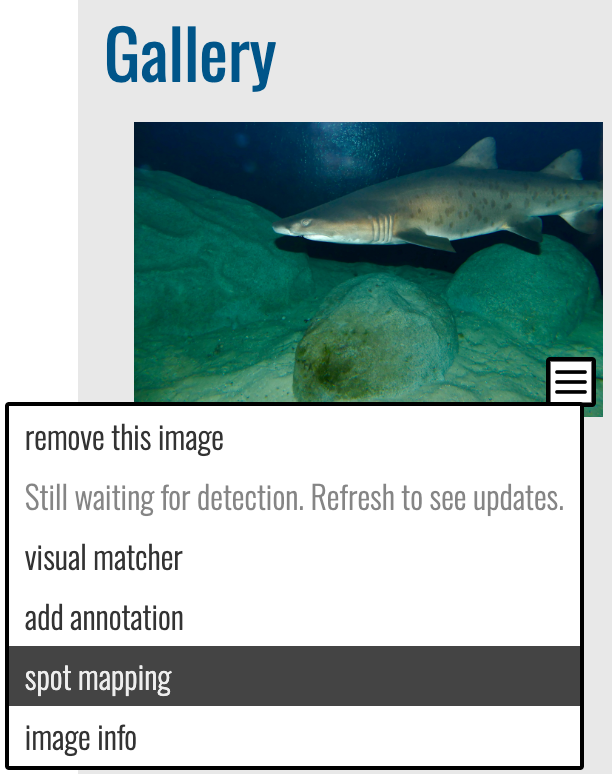 Gallery
remove this image
Still waiting for detection. Refresh to see updates.
visual matcher
add annotation
spot mapping
image info